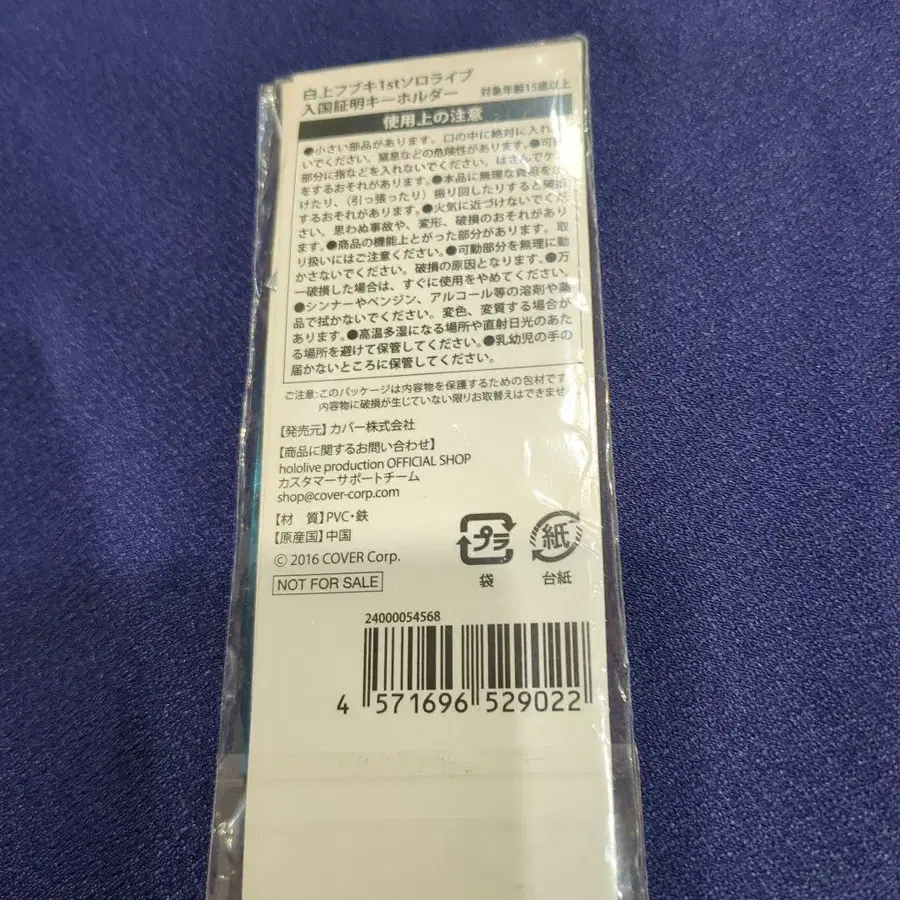 白上フブキ1stソロライブ
入国証明キーホルダー
対象年齢15歳以上
使用上の注意
●小さい部品があります。口の中に絶対に入れ
いでください。窒息などの危険性があります。●可動
部分に指などを入れないでください。はさんでケ
をするおそれがあります。●本品に無理な負担を
けたり、(引っ張ったり)振り回したりすると破損
するおそれがあります。●火気に近づけないでくだ
さい。思わぬ事故や、変形、破損のおそれがあり
ます。●商品の機能上とがった部分があります。取
り扱いにはご注意ください。●可動部分を無理に動
かさないでください。破損の原因となります。●万
一破損した場合は、すぐに使用をやめてください。
●シンナーやベンジン、アルコール等の溶剤や薬
品で拭かないでください。変色、変質する場合が
あります。●高温多湿になる場所や直射日光のあた
る場所を避けて保管してください。●乳幼児の手の
届かないところに保管してください。
ご注意:このパッケージは内容物を保護するための包材です
内容物に破損が生じていない限りお取替えはできませ
【発売元】カバー株式会社
【商品に関するお問い合わせ】
hololive production OFFICIAL SHOP
カスタマーサポートチーム
shop@cover-corp.com
【材 質】PVC・鉄
【原産国】中国
© 2016 COVER Corp.
NOT FOR SALE
プラ
袋
紙
台紙
24000054568
4 571696 529022